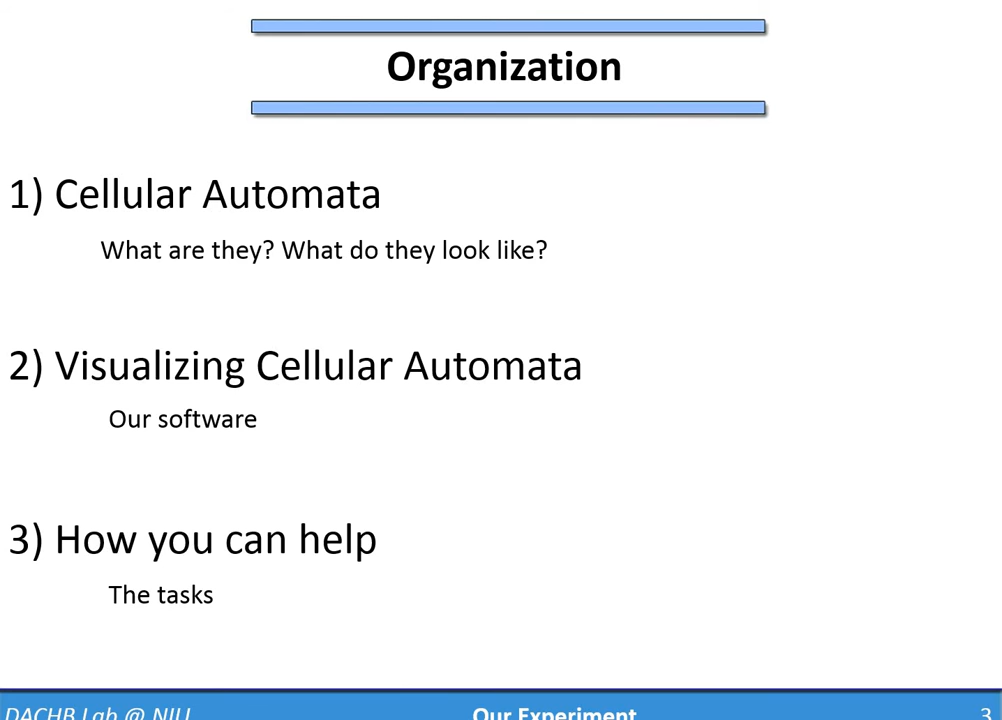 Organization
1) Cellular Automata
What are they? What do they look like?
2) Visualizing Cellular Automata
Our software
3) How you can help
The tasks
DACHB Lab @ NIU
Our Experiment
3